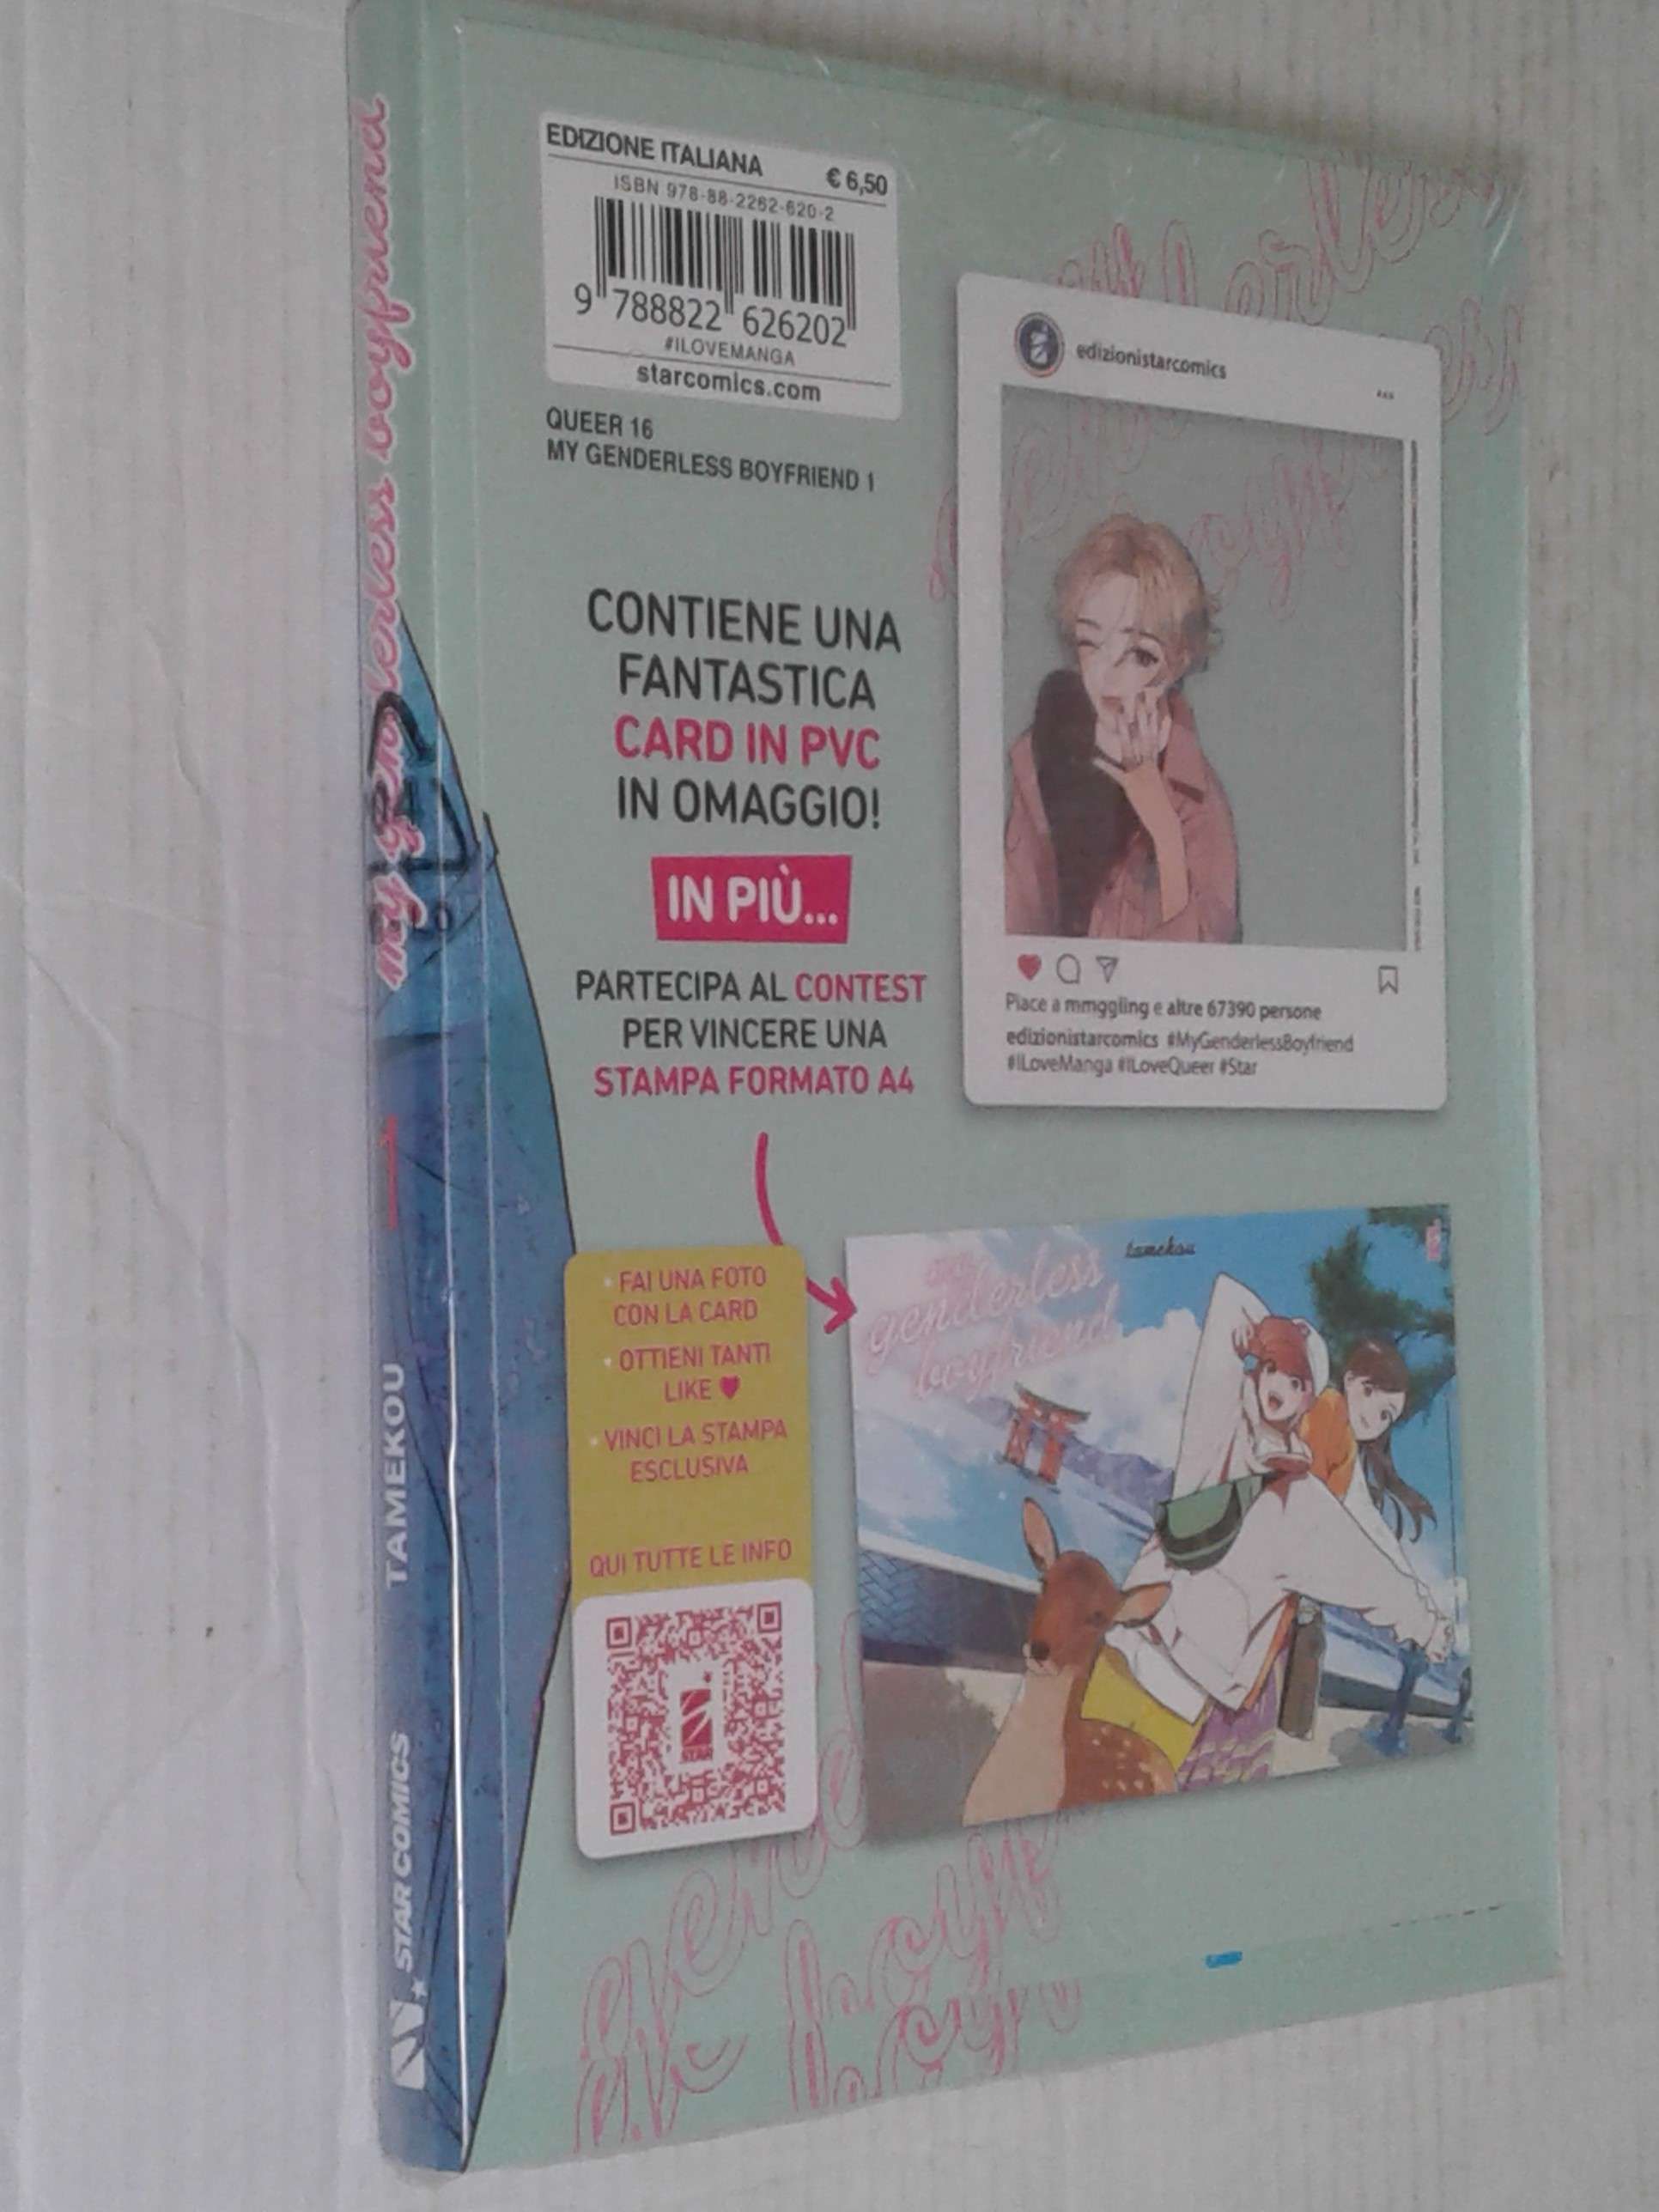 my genderless boyfriend
1
TAMEKOU
STAR COMICS
EDIZIONE ITALIANA
€ 6,50
ISBN 978-88-2262-620-2
9 788822 626202
#ILOVEMANGA
starcomics.com
QUEER 16
MY GENDERLESS BOYFRIEND 1
CONTIENE UNA
FANTASTICA
CARD IN PVC
IN OMAGGIO!
IN PIÙ...
PARTECIPA AL CONTEST
PER VINCERE UNA
STAMPA FORMATO A4
edizionistarcomics
Piace a mmggling e altre 67390 persone
edizionistarcomics #MyGenderlessBoyfriend
#ILoveManga #ILoveQueer #Star
• FAI UNA FOTO
CON LA CARD
• OTTIENI TANTI
LIKE ♥
• VINCI LA STAMPA
ESCLUSIVA
QUI TUTTE LE INFO
STAR
my
genderless
boyfriend
tamekou